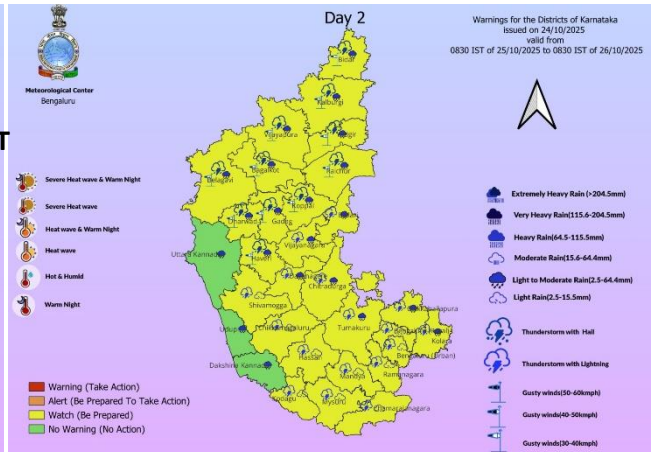 Day 2
Warnings for the Districts of Karnataka
issued on 24/10/2025
valid from
0830 IST of 25/10/2025 to 0830 IST of 26/10/2025
Meteorological Center
Bengaluru
T
Severe Heat wave & Warm Night
Severe Heat wave
Heat wave & Warm Night
Heat wave
Hot & Humid
Warm Night
Bidar
Kalburgi
Vijayapura
Yadgir
Belagavi
Bagalkot
Raichur
Dharwad
Gadag
Koppal
Uttara Kannada
Haveri
Vijayanagara
Chitradurga
Shivamogga
Udupi
Chikkamagaluru
Tumakuru
Kolara
Hassan
Bengaluru (Urban)
Dakshina Kannada
Mandya
Ramanagara
Kodagu
Mysuru
Chamarajanagara
Extremely Heavy Rain (>204.5mm)
Very Heavy Rain(115.6-204.5mm)
Heavy Rain(64.5-115.5mm)
Moderate Rain(15.6-64.4mm)
Light to Moderate Rain(2.5-64.4mm)
Light Rain(2.5-15.5mm)
Thunderstorm with Hail
Thunderstorm with Lightning
Gusty winds(50-60kmph)
Gusty winds(40-50kmph)
Gusty winds(30-40kmph)
Warning (Take Action)
Alert (Be Prepared To Take Action)
Watch (Be Prepared)
No Warning (No Action)